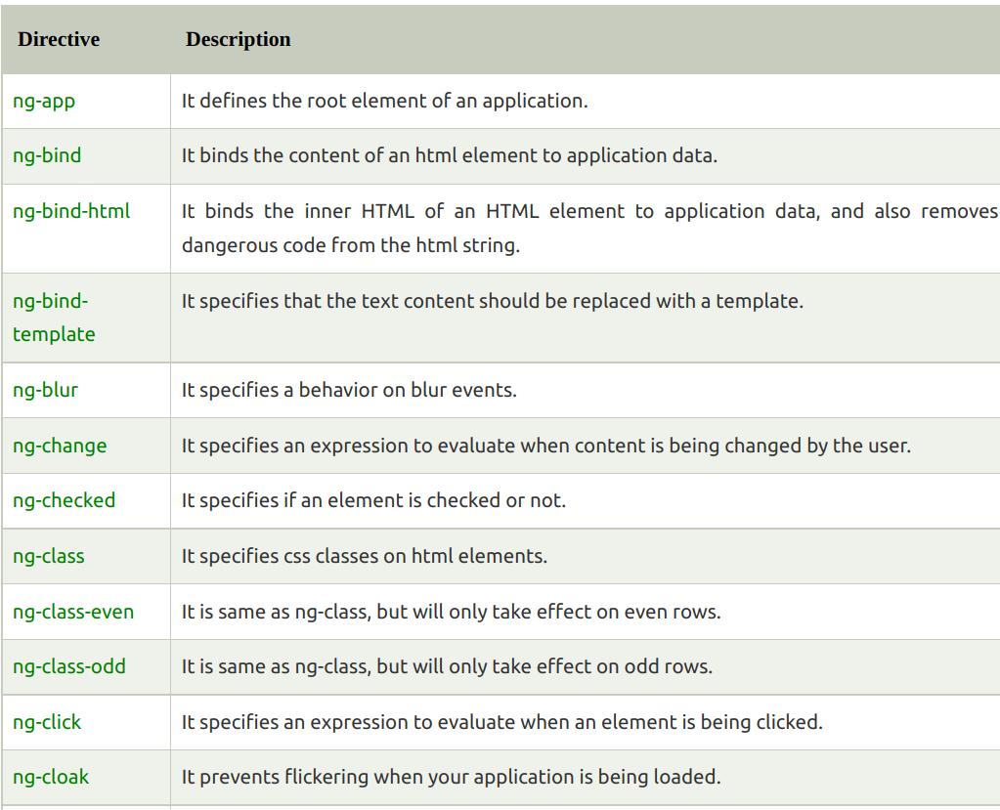 Directive Description
ng-app It defines the root element of an application.
ng-bind It binds the content of an html element to application data.
ng-bind-html It binds the inner HTML of an HTML element to application data, and also removes
dangerous code from the html string.
ng-bind- It specifies that the text content should be replaced with a template.
template
ng-blur It specifies a behavior on blur events.
ng-change It specifies an expression to evaluate when content is being changed by the user.
ng-checked It specifies if an element is checked or not.
ng-class It specifies css classes on html elements.
ng-class-even It is same as ng-class, but will only take effect on even rows.
ng-class-odd It is same as ng-class, but will only take effect on odd rows.
ng-click It specifies an expression to evaluate when an element is being clicked.
ng-cloak It prevents flickering when your application is being loaded.